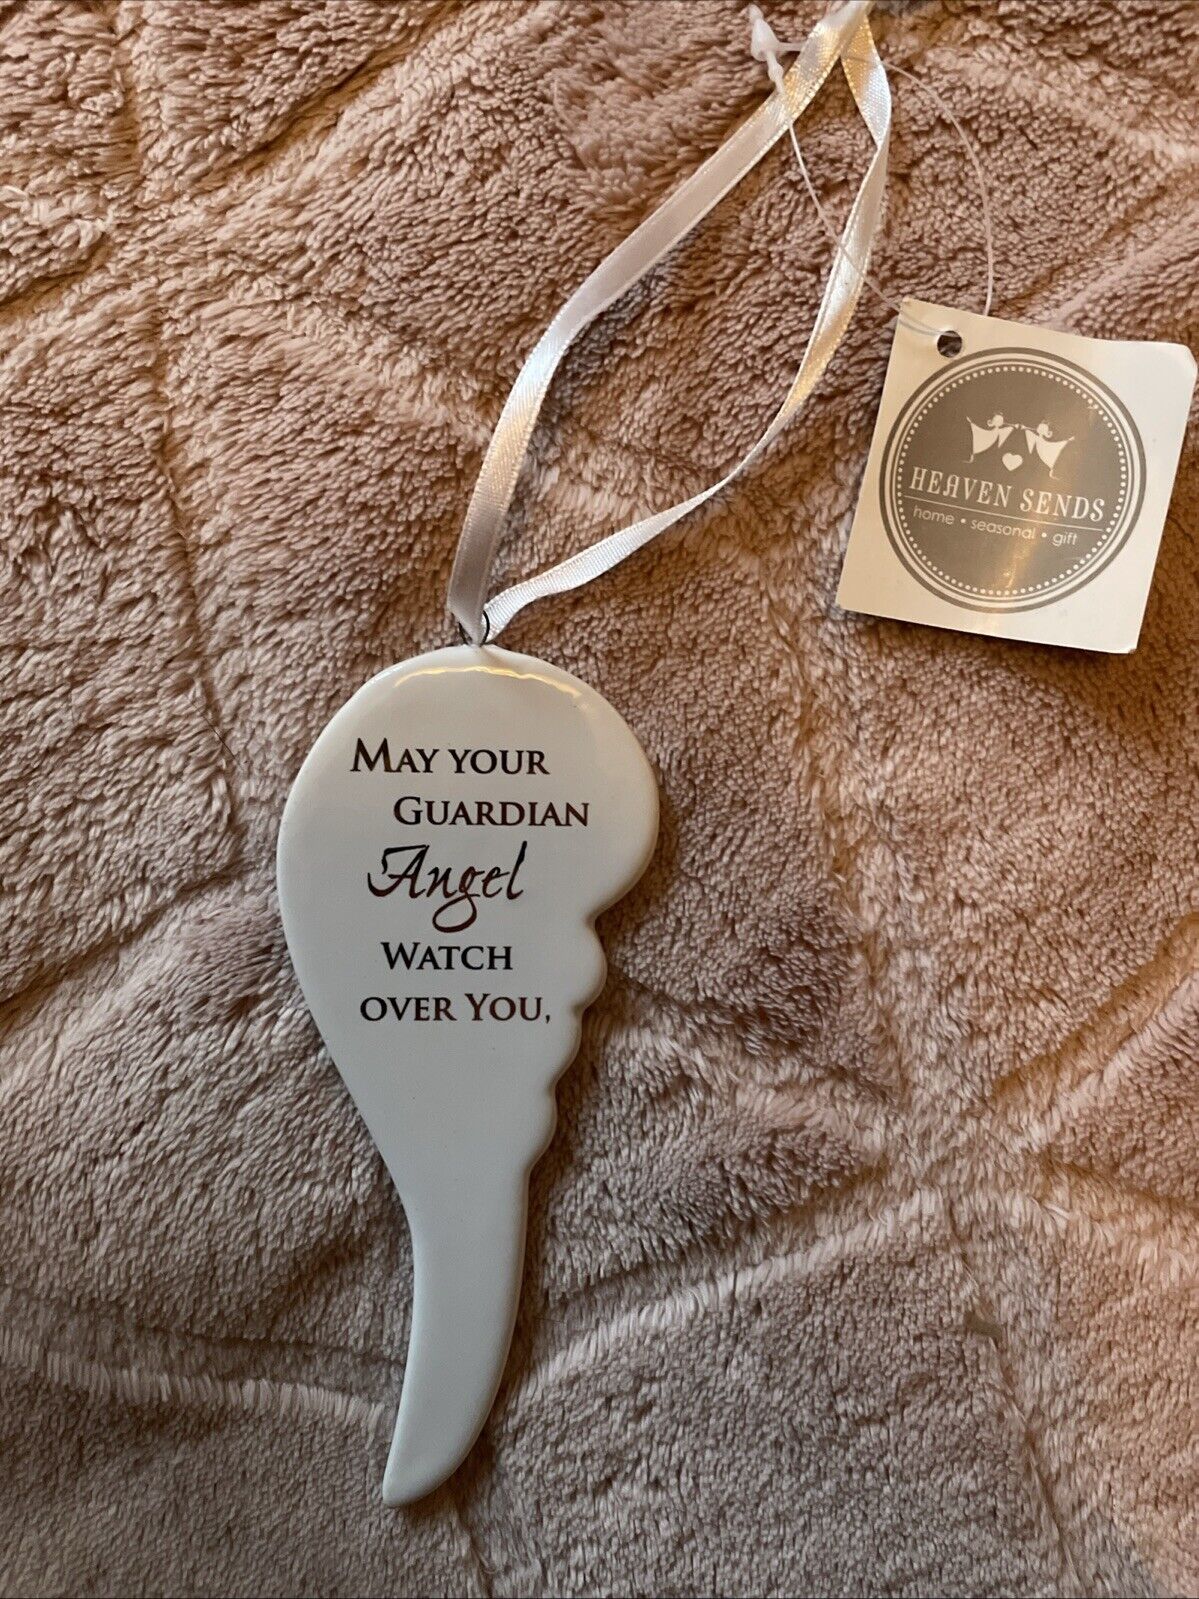 HEAVEN SENDS
home • seasonal • gift
MAY YOUR
GUARDIAN
Angel
WATCH
OVER YOU,